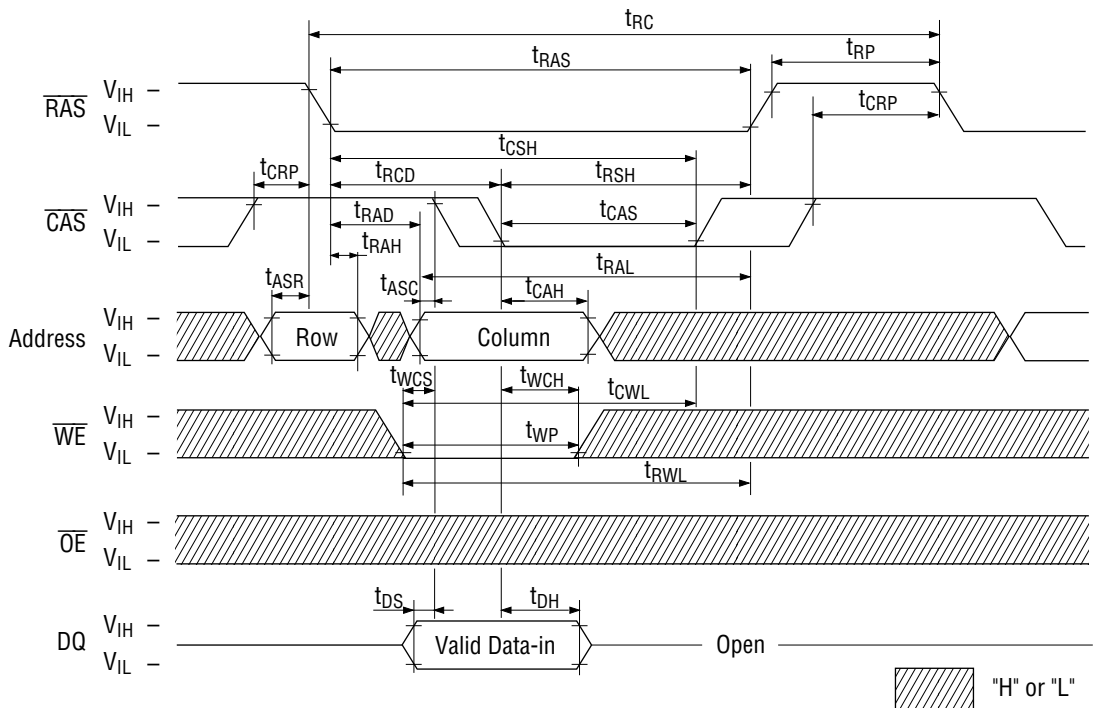 tRC
tRAS
tRP
RAS
VIH –
VIL –
tCRP
tCSH
tCRP
tRCD
tRSH
CAS
VIH –
VIL –
tRAD
tCAS
tRAH
tRAL
tASR
tASC
tCAH
Address
VIH –
VIL –
Row
Column
tWCS
tWCH
tCWL
WE
VIH –
VIL –
tWP
tRWL
OE
VIH –
VIL –
tDS
tDH
DQ
VIH –
VIL –
Valid Data-in
Open
"H" or "L"